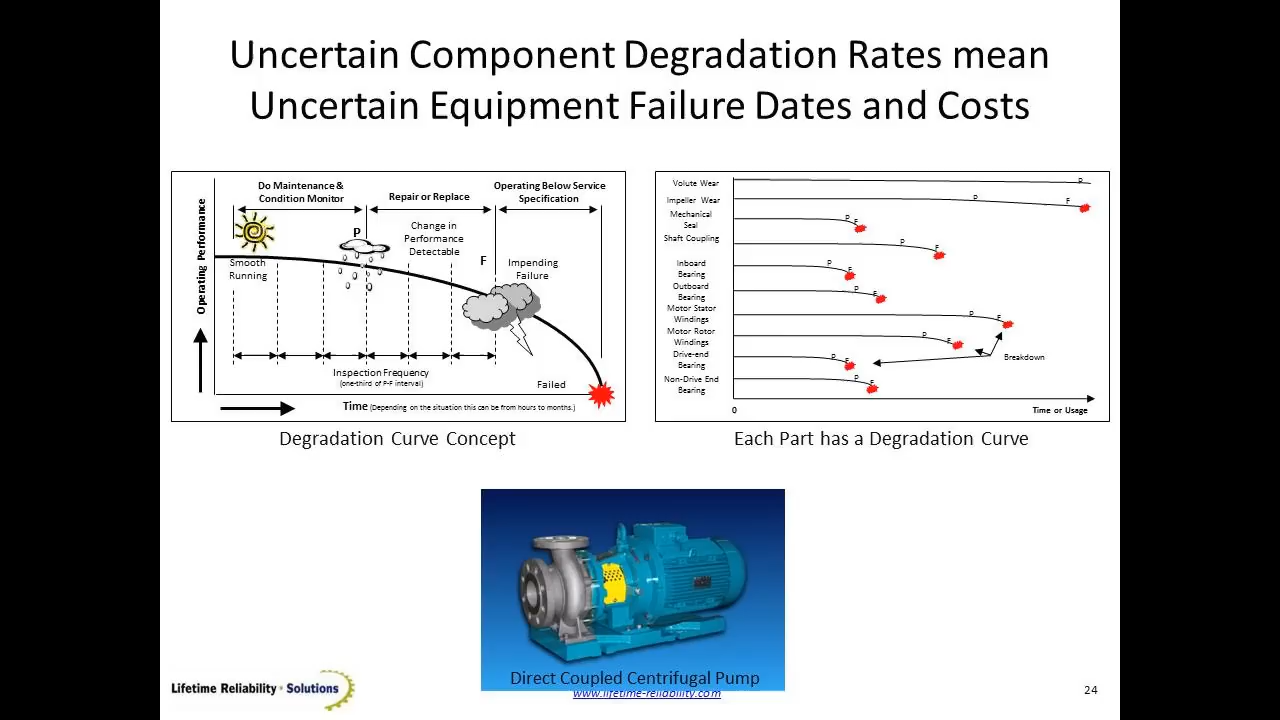 Uncertain Component Degradation Rates mean
Uncertain Equipment Failure Dates and Costs
Do Maintenance &
Condition Monitor
Repair or Replace
Operating Below Service
Specification
Operating Performance
P
Change in
Performance
Detectable
F
Smooth
Running
Impending
Failure
Inspection Frequency
(one-third of P-F interval)
Failed
Time (Depending on the situation this can be from hours to months.)
Degradation Curve Concept
Volute Wear
P
Impeller Wear
P
F
Mechanical
Seal
P
F
Shaft Coupling
P
F
Inboard
Bearing
P
F
Outboard
Bearing
P
F
Motor Stator
Windings
P
F
Motor Rotor
Windings
P
F
Drive-end
Bearing
P
F
Breakdown
Non-Drive End
Bearing
P
F
0
Time or Usage
Each Part has a Degradation Curve
Direct Coupled Centrifugal Pump
www.lifetime-reliability.com
Lifetime Reliability • Solutions
24